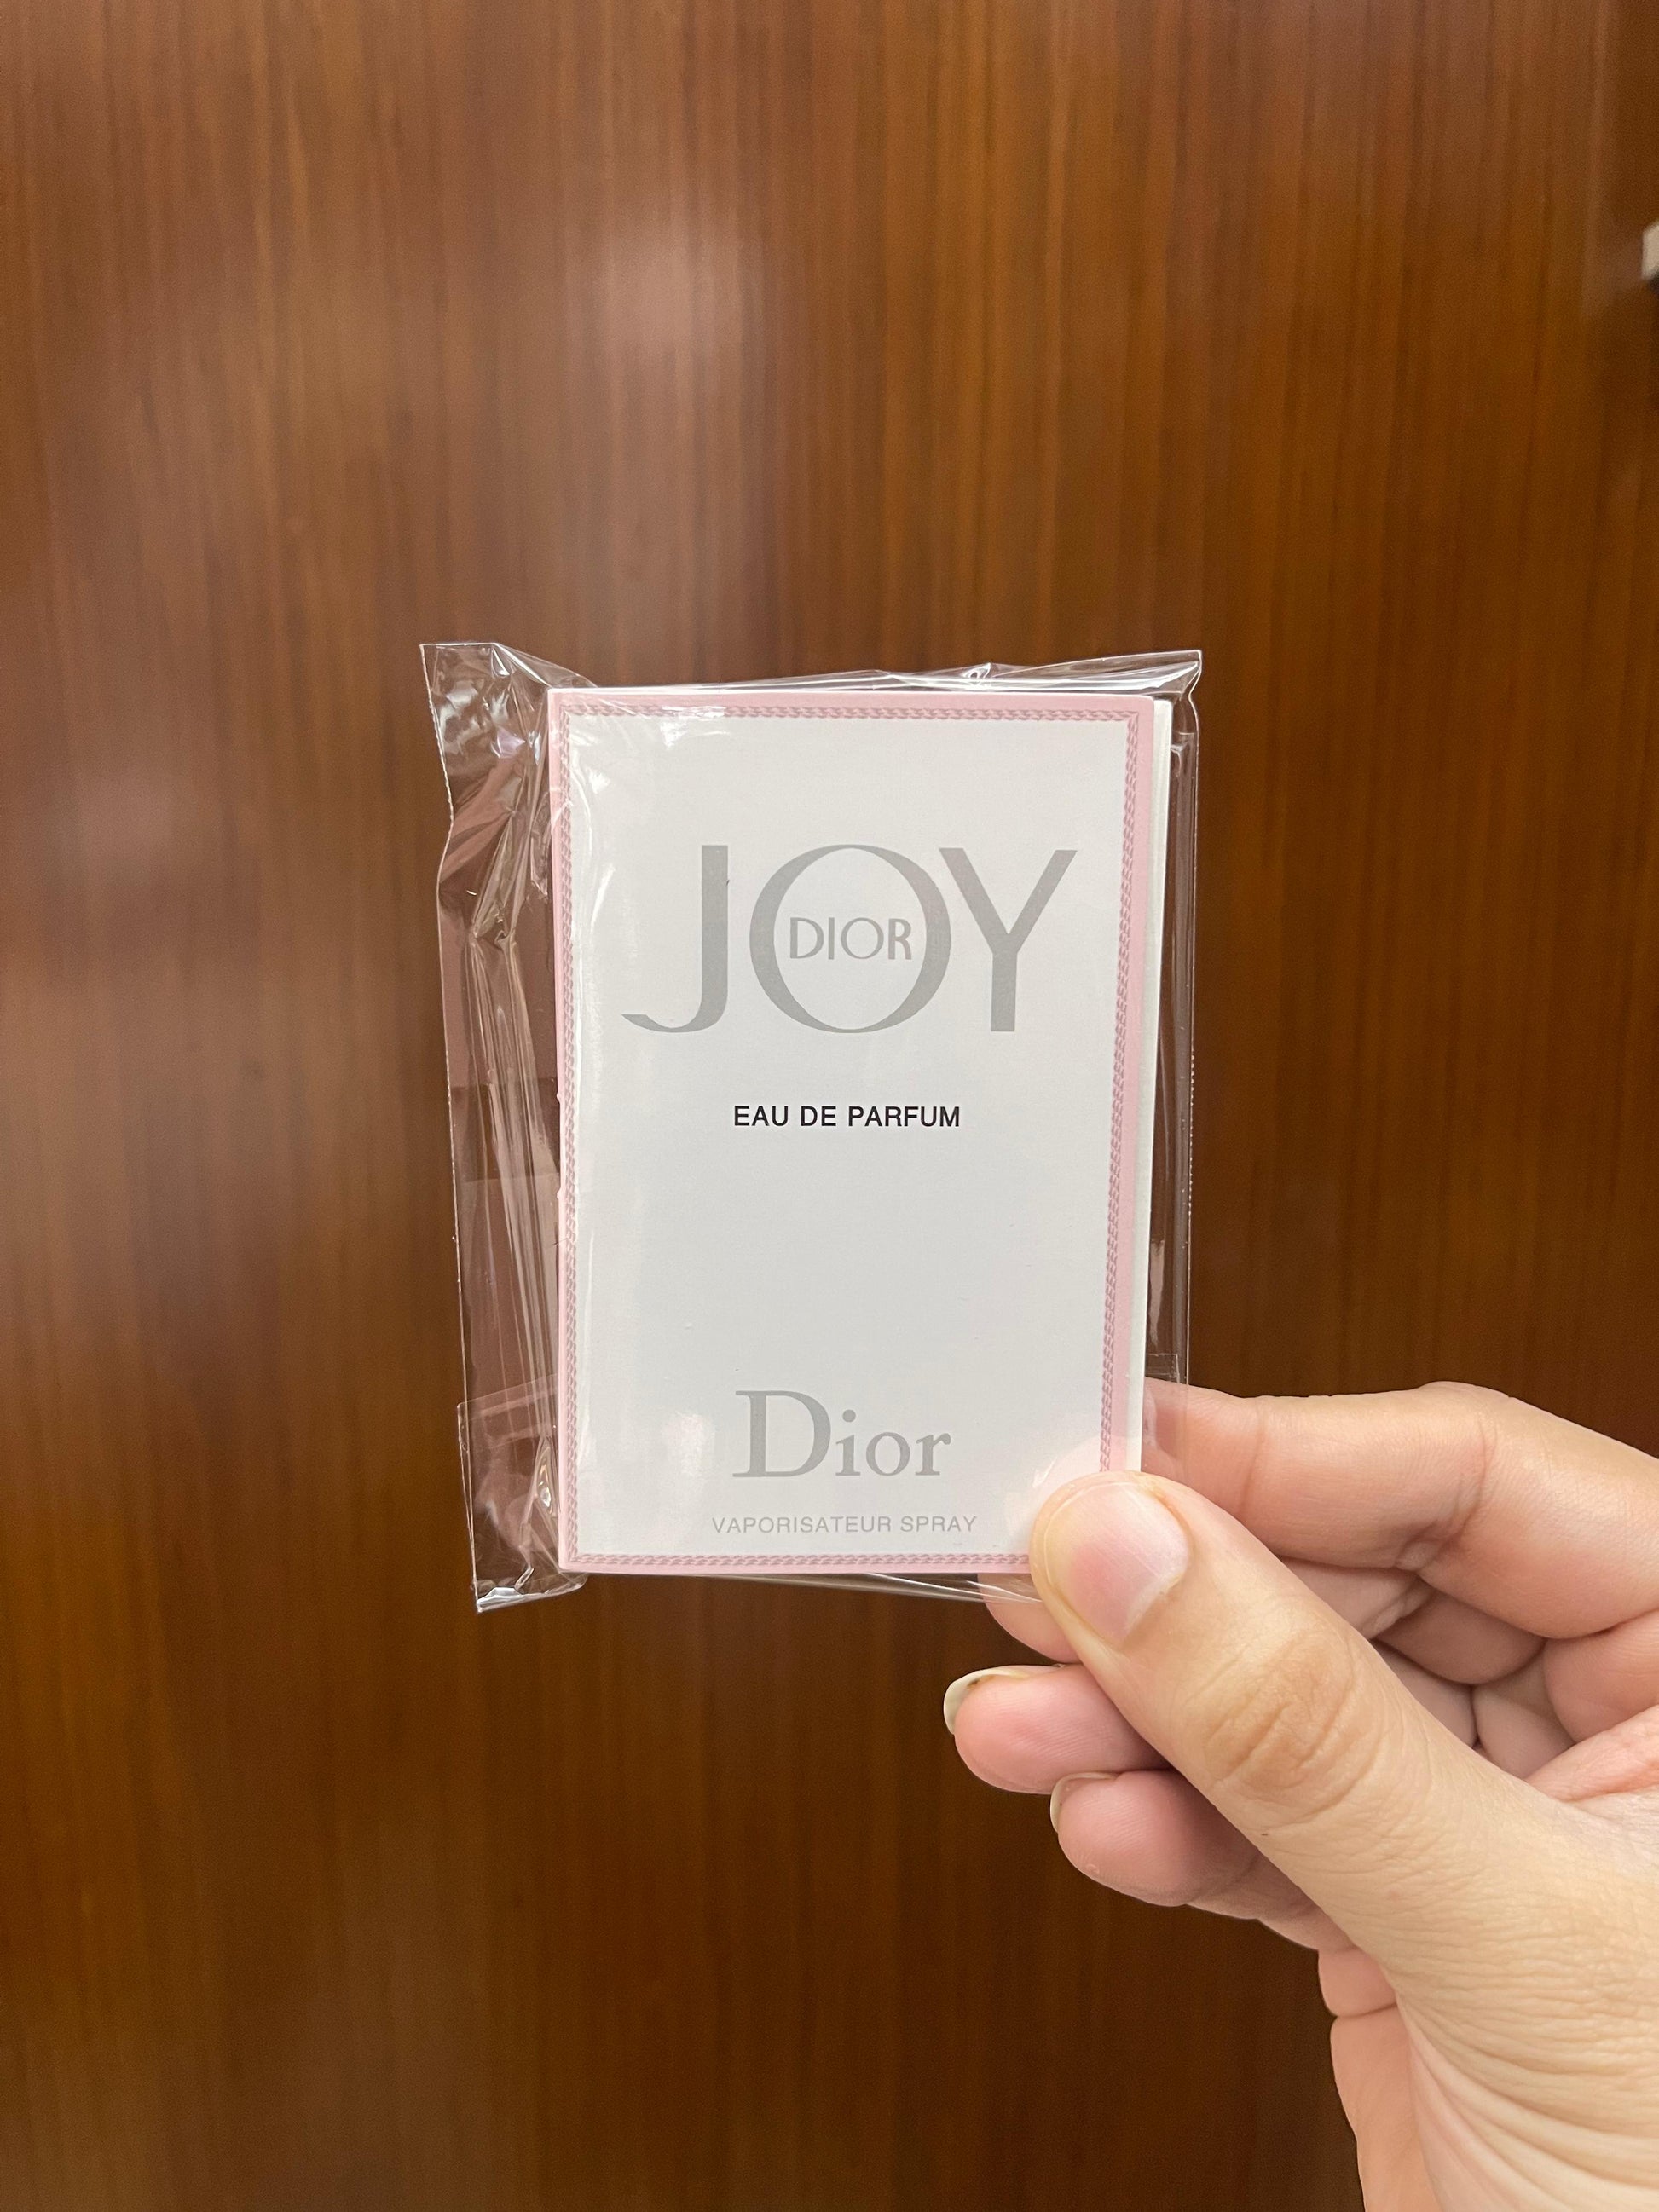 JOY
DIOR
EAU DE PARFUM
Dior
VAPORISATEUR SPRAY